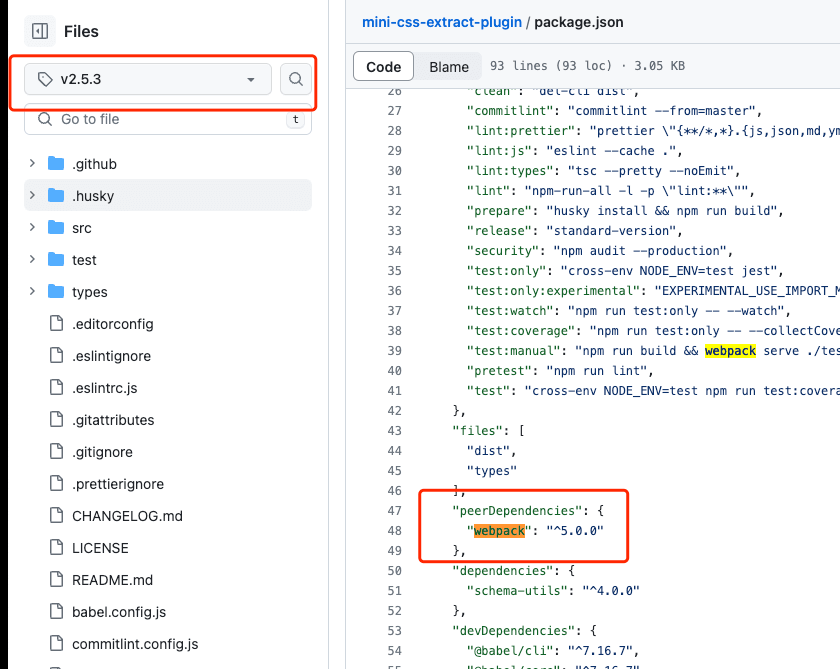 Files
v2.5.3
Go to file
t
.github
.husky
src
test
types
.editorconfig
.eslintignore
.eslintrc.js
.gitattributes
.gitignore
.prettierignore
CHANGELOG.md
LICENSE
README.md
babel.config.js
commitlint.config.js
mini-css-extract-plugin / package.json
Code Blame 93 lines (93 loc) · 3.05 KB
26 "clean": "del-cli dist",
27 "commitlint": "commitlint --from=master",
28 "lint:prettier": "prettier \"{**/*,*}.{js,json,md,ym
29 "lint:js": "eslint --cache .",
30 "lint:types": "tsc --pretty --noEmit",
31 "lint": "npm-run-all -l -p \"lint:**\"",
32 "prepare": "husky install && npm run build",
33 "release": "standard-version",
34 "security": "npm audit --production",
35 "test:only": "cross-env NODE_ENV=test jest",
36 "test:only:experimental": "EXPERIMENTAL_USE_IMPORT_M
37 "test:watch": "npm run test:only -- --watch",
38 "test:coverage": "npm run test:only -- --collectCove
39 "test:manual": "npm run build && webpack serve ./tes
40 "pretest": "npm run lint",
41 "test": "cross-env NODE_ENV=test npm run test:covera
42 },
43 "files": [
44 "dist",
45 "types"
46 ],
47 "peerDependencies": {
48 "webpack": "^5.0.0"
49 },
50 "dependencies": {
51 "schema-utils": "^4.0.0"
52 },
53 "devDependencies": {
54 "@babel/cli": "^7.16.7",
55 "@babel/core": "^7.16.7"